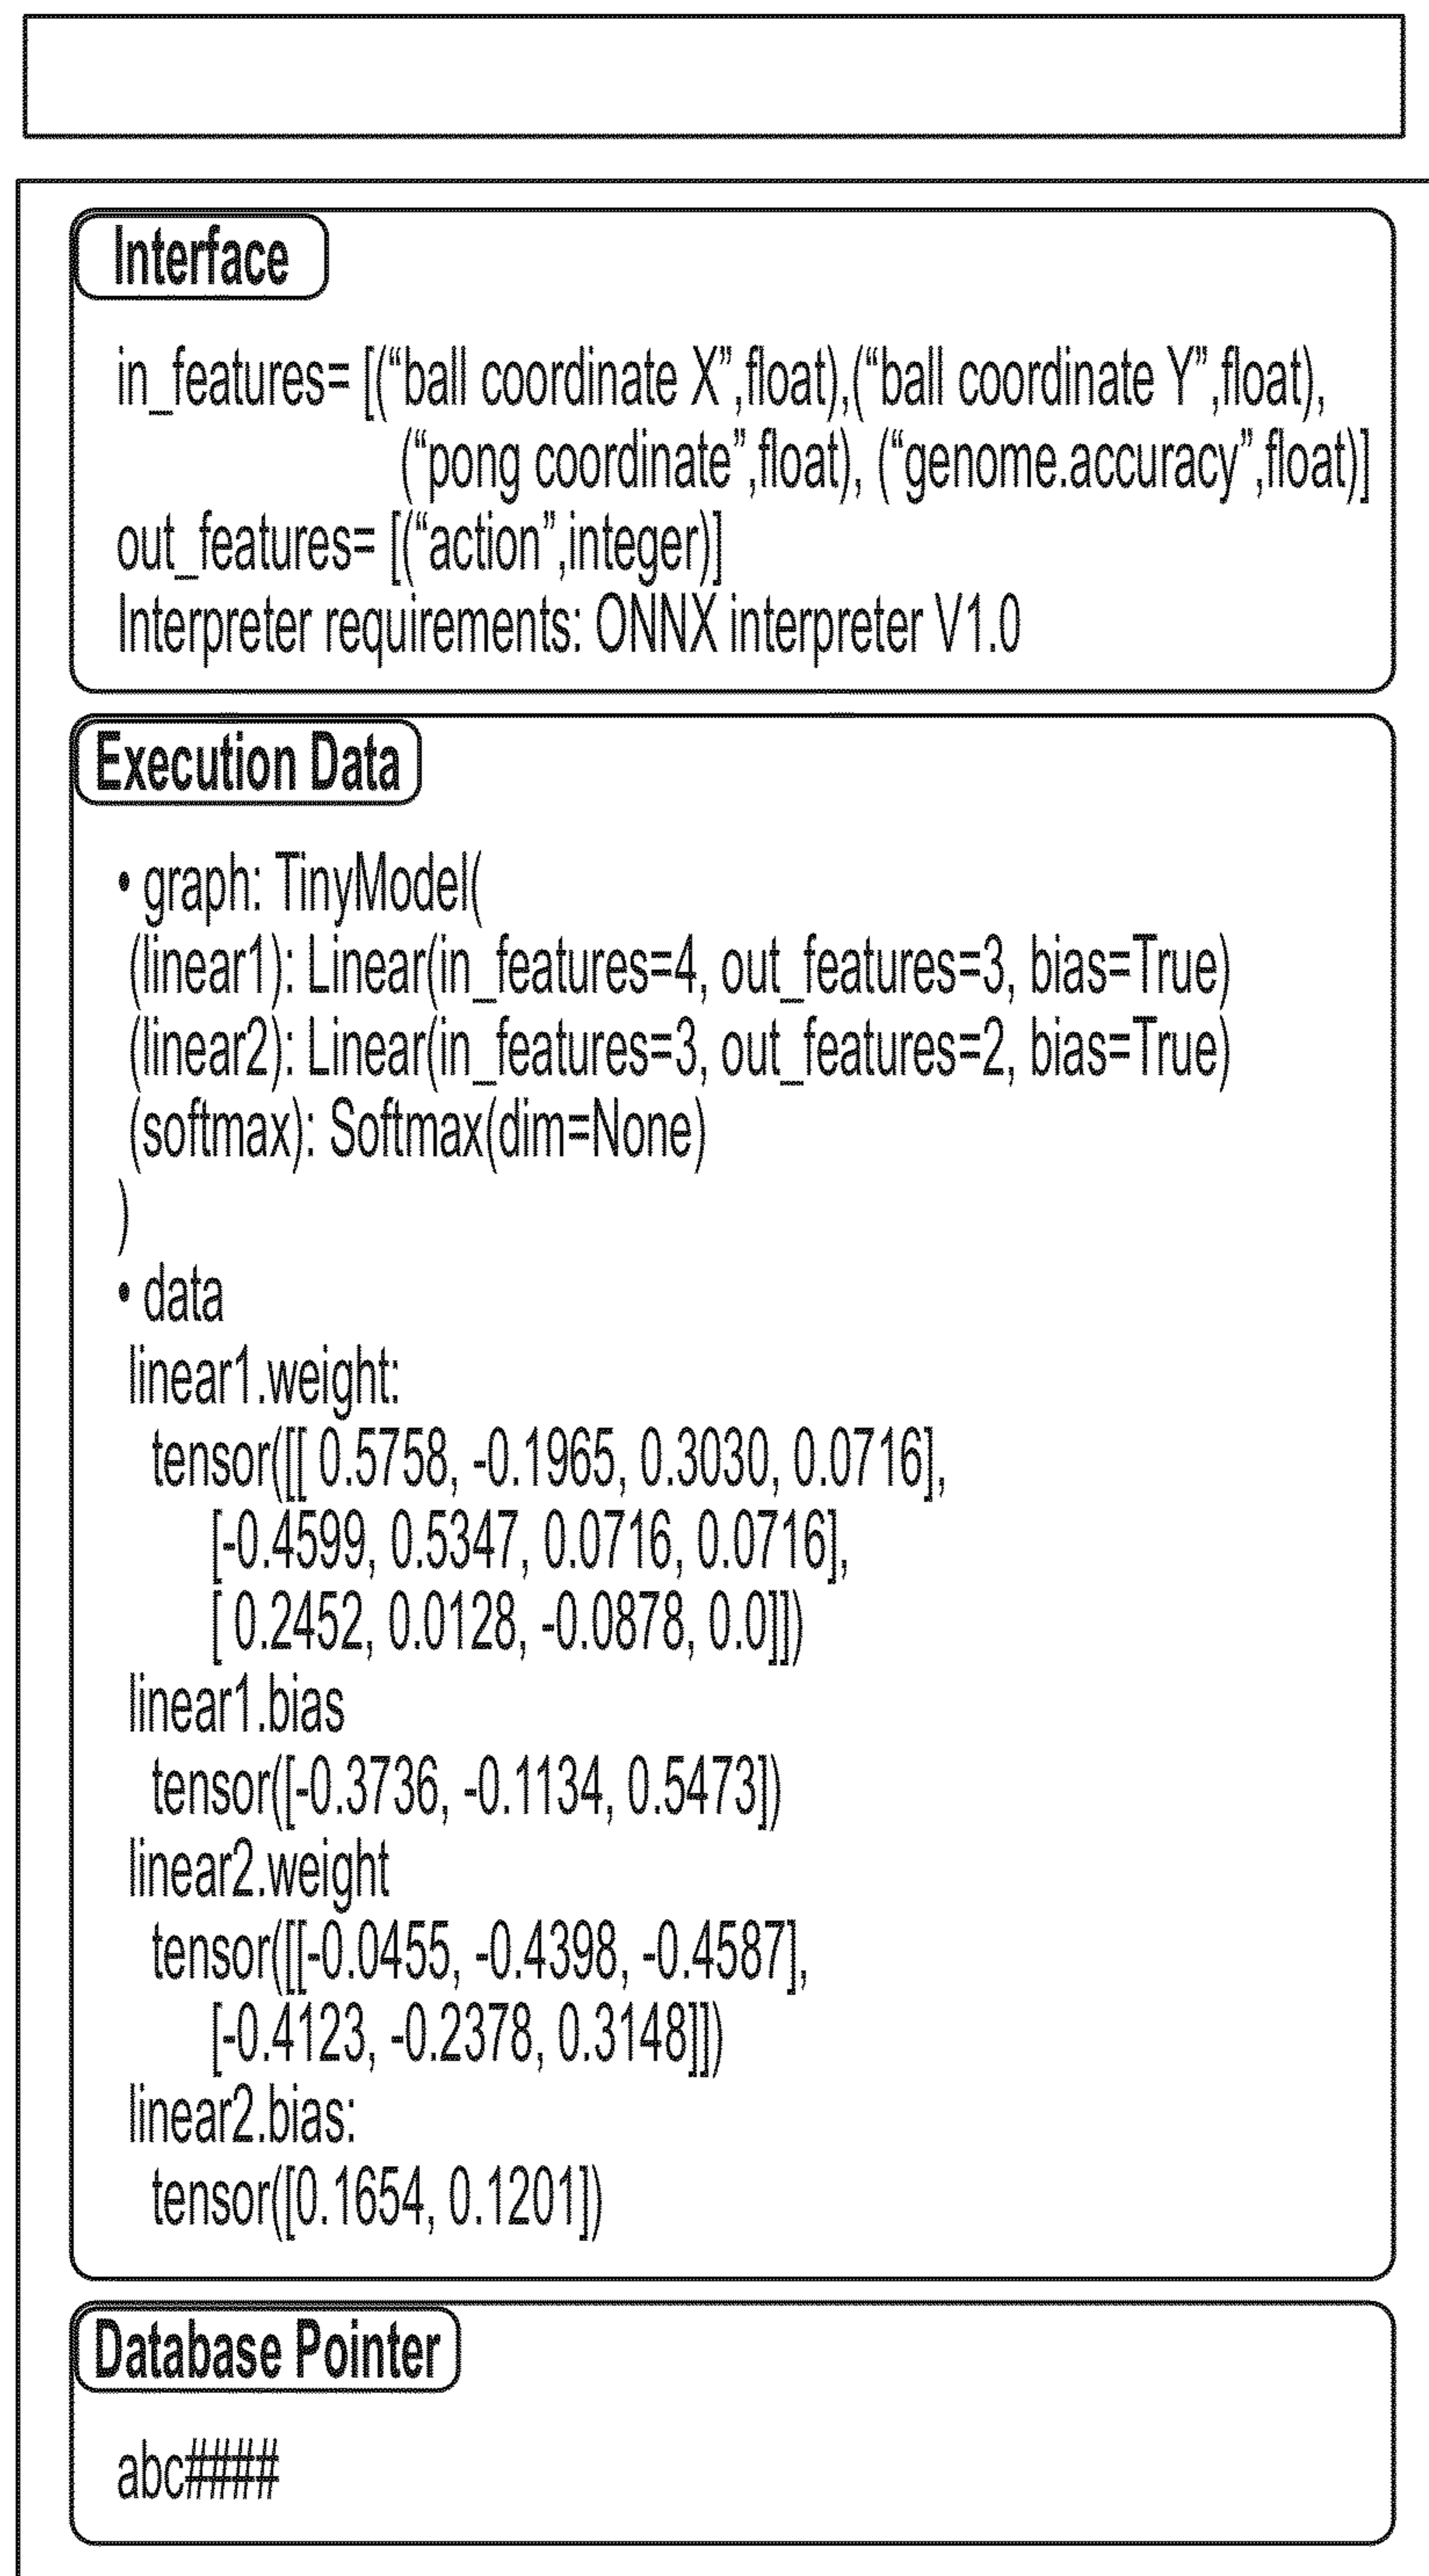 Interface
in_features= [(“ball coordinate X”,float),(“ball coordinate Y”,float),
(“pong coordinate”,float), (“genome.accuracy”,float)]
out_features= [(“action”,integer)]
Interpreter requirements: ONNX interpreter V1.0
Execution Data
• graph: TinyModel(
(linear1): Linear(in_features=4, out_features=3, bias=True)
(linear2): Linear(in_features=3, out_features=2, bias=True)
(softmax): Softmax(dim=None)
)
• data
linear1.weight:
tensor([[ 0.5758, -0.1965, 0.3030, 0.0716],
[-0.4599, 0.5347, 0.0716, 0.0716],
[ 0.2452, 0.0128, -0.0878, 0.0]])
linear1.bias
tensor([-0.3736, -0.1134, 0.5473])
linear2.weight
tensor([[-0.0455, -0.4398, -0.4587],
[-0.4123, -0.2378, 0.3148]])
linear2.bias:
tensor([0.1654, 0.1201])
Database Pointer
abc####